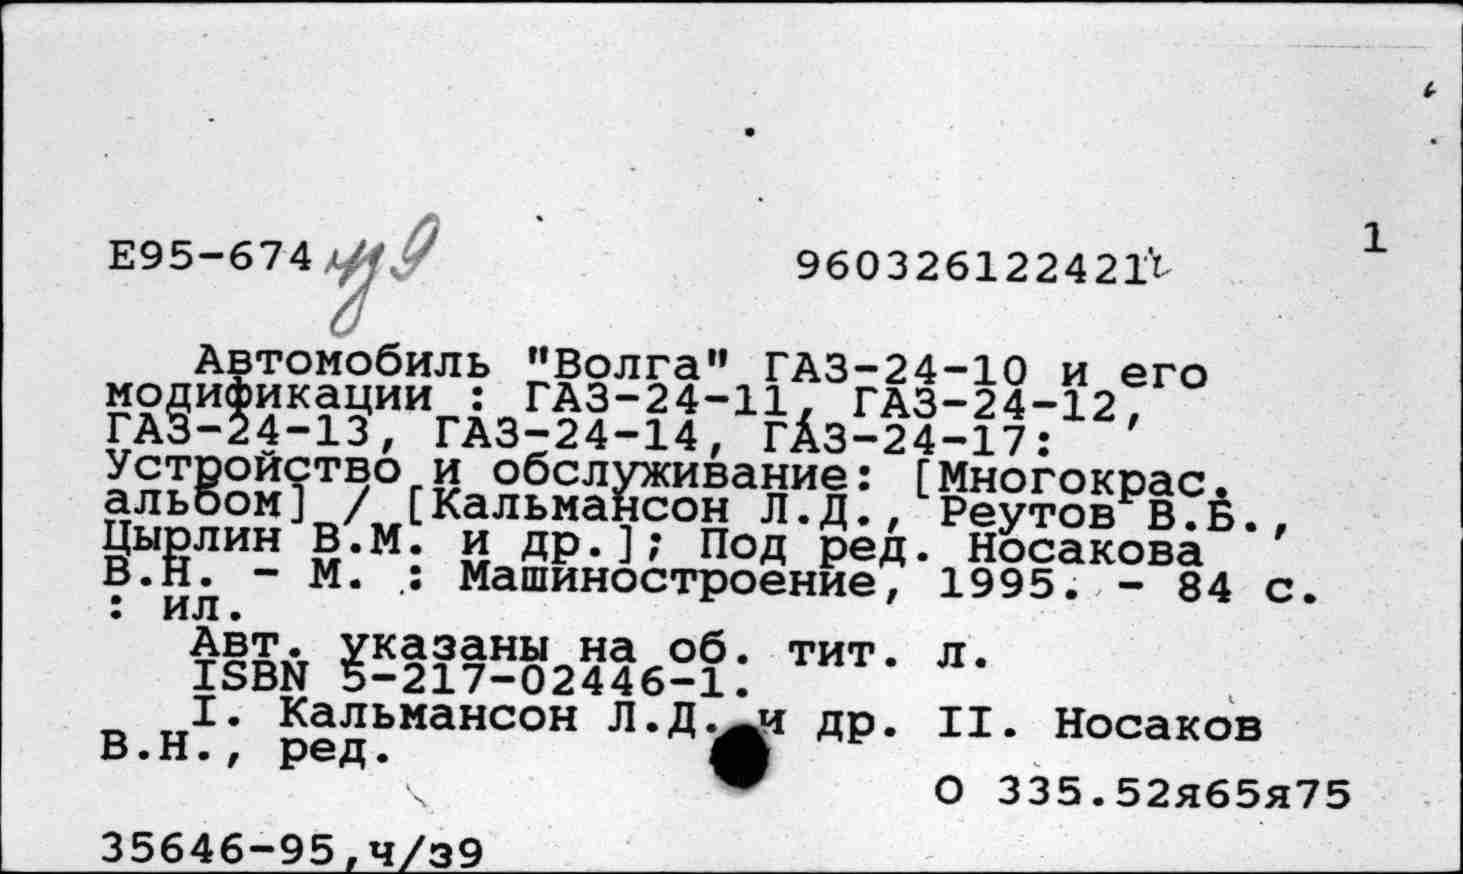 1
Е95-674 чз9 960326122421
Автомобиль "Волга" ГАЗ-24-10 и его
модификации : ГАЗ-24-11, ГАЗ-24-12,
ГАЗ-24-13, ГАЗ-24-14, ГАЗ-24-17:
Устройство и обслуживание: [Многокрас.
альбом] / [Кальмансон Л.Д., Реутов В.Б.,
Цырлин В.М. и др.]; Под ред. Носакова
В.Н. - М. : Машиностроение, 1995. - 84 с.
: ил.
Авт. указаны на об. тит. л.
ISBN 5-217-02446-1.
I. Кальмансон Л.Д. и др. II. Носаков
В.Н., ред.
О 335.52я65я75
35646-95,ч/з9